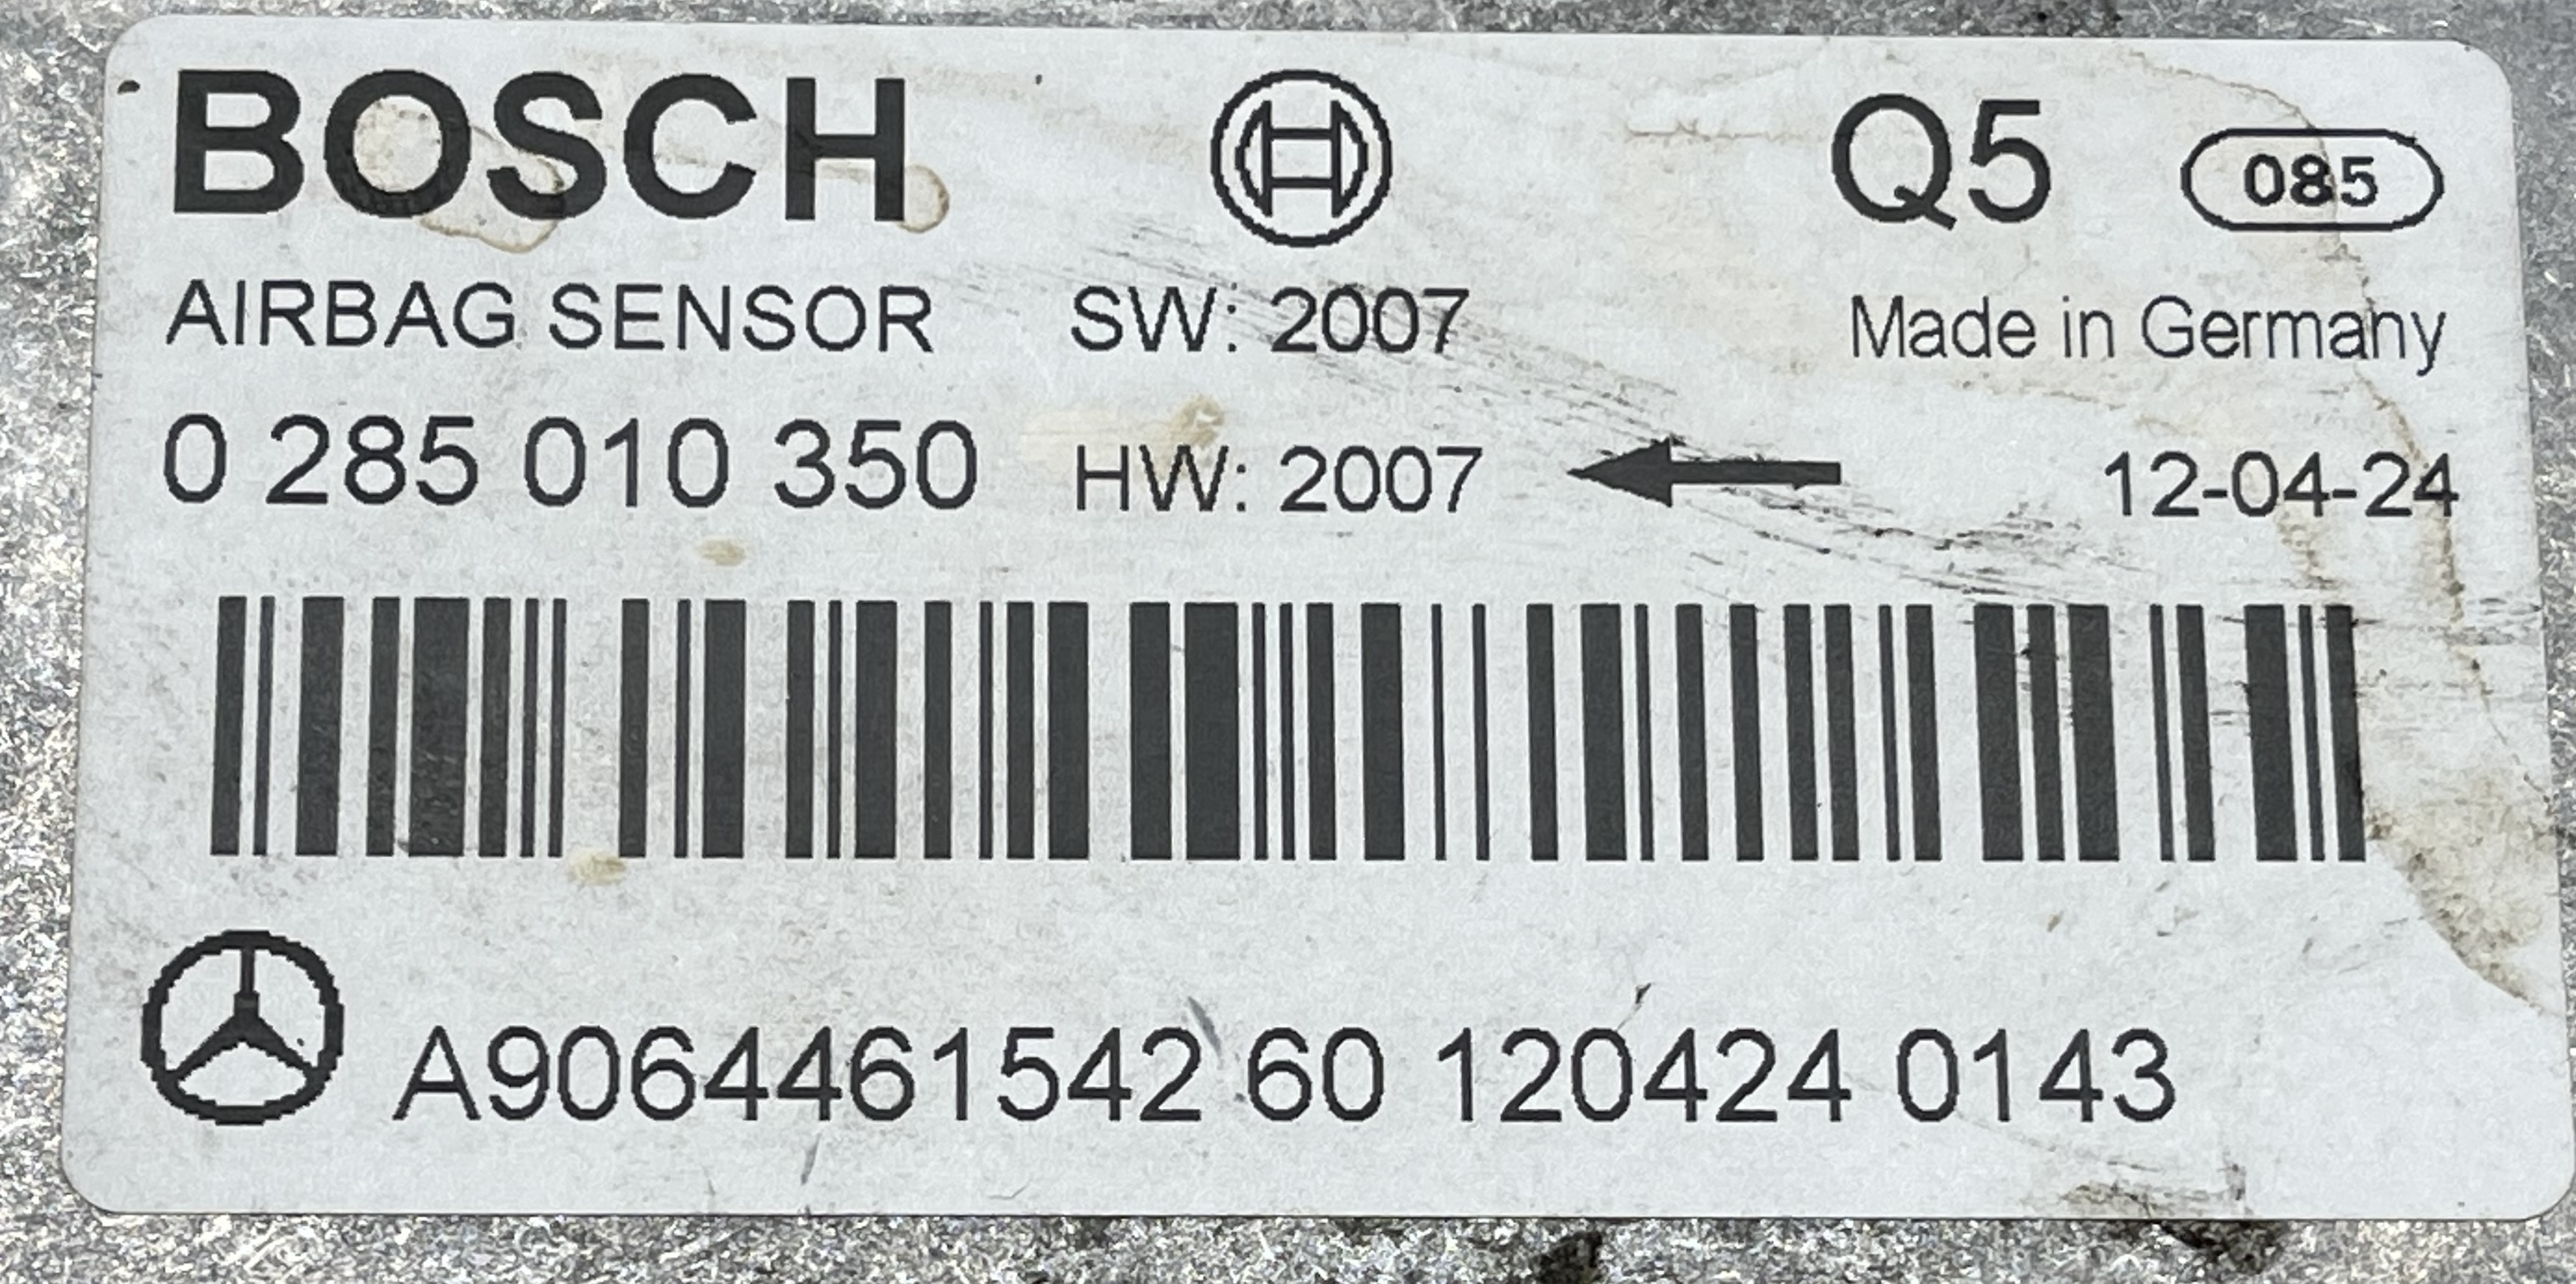 BOSCH Q5 085
AIRBAG SENSOR SW: 2007 Made in Germany
0 285 010 350 HW: 2007 12-04-24
A9064461542 60 120424 0143